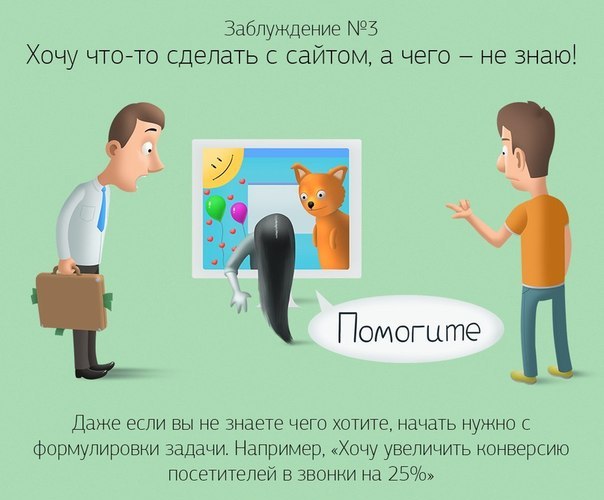 Заблуждение №3
Хочу что-то сделать с сайтом, а чего – не знаю!
Помогите
Даже если вы не знаете чего хотите, начать нужно с
формулировки задачи. Например, «Хочу увеличить конверсию
посетителей в звонки на 25%»